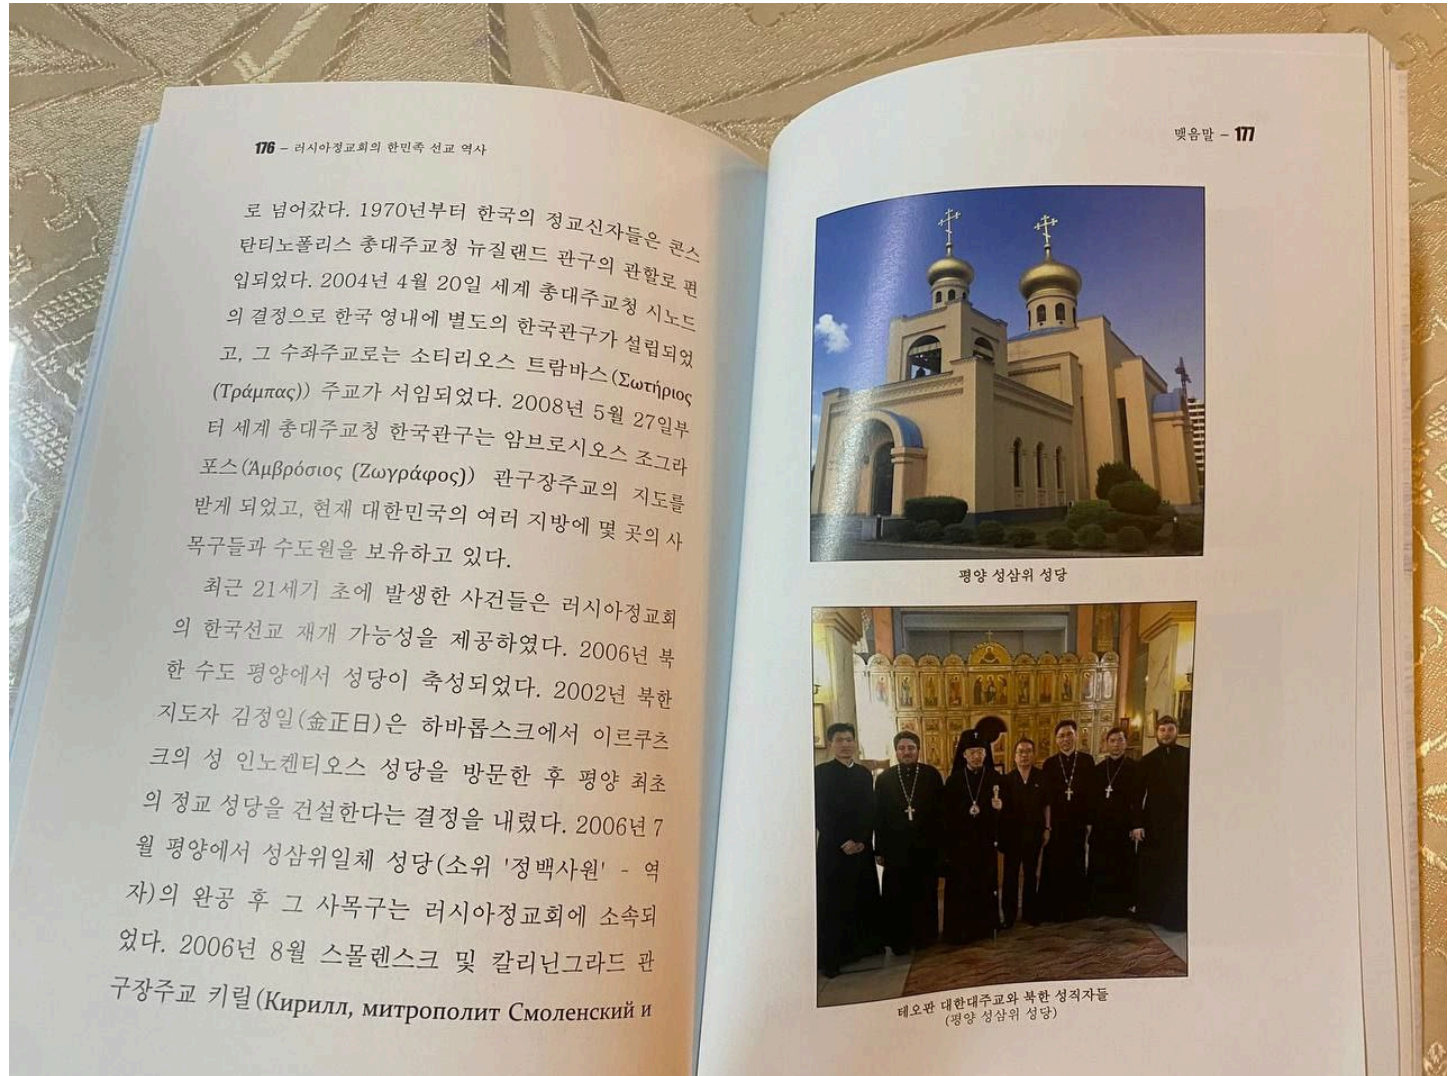 176 - 러시아정교회의 한민족 선교 역사
로 넘어갔다. 1970년부터 한국의 정교신자들은 콘스
탄티노폴리스 총대주교청 뉴질랜드 관구의 관할로 편
입되었다. 2004년 4월 20일 세계 총대주교청 시노드
의 결정으로 한국 영내에 별도의 한국관구가 설립되었
고, 그 수좌주교로는 소티리오스 트람바스(Σωτήριος
(Τράμπας)) 주교가 서임되었다. 2008년 5월 27일부
터 세계 총대주교청 한국관구는 암브로시오스 조그라
포스(Ἀμβρόσιος (Ζωγράφος)) 관구장주교의 지도를
받게 되었고, 현재 대한민국의 여러 지방에 몇 곳의 사
목구들과 수도원을 보유하고 있다.
최근 21세기 초에 발생한 사건들은 러시아정교회
의 한국선교 재개 가능성을 제공하였다. 2006년 북
한 수도 평양에서 성당이 축성되었다. 2002년 북한
지도자 김정일(金正日)은 하바롭스크에서 이르쿠츠
크의 성 인노켄티오스 성당을 방문한 후 평양 최초
의 정교 성당을 건설한다는 결정을 내렸다. 2006년 7
월 평양에서 성삼위일체 성당(소위 '정백사원' - 역
자)의 완공 후 그 사목구는 러시아정교회에 소속되
었다. 2006년 8월 스몰렌스크 및 칼리닌그라드 관
구장주교 키릴(Кирилл, митрополит Смоленский и
맺음말 - 177
평양 성삼위 성당
테오판 대한대주교와 북한 성직자들
(평양 성삼위 성당)